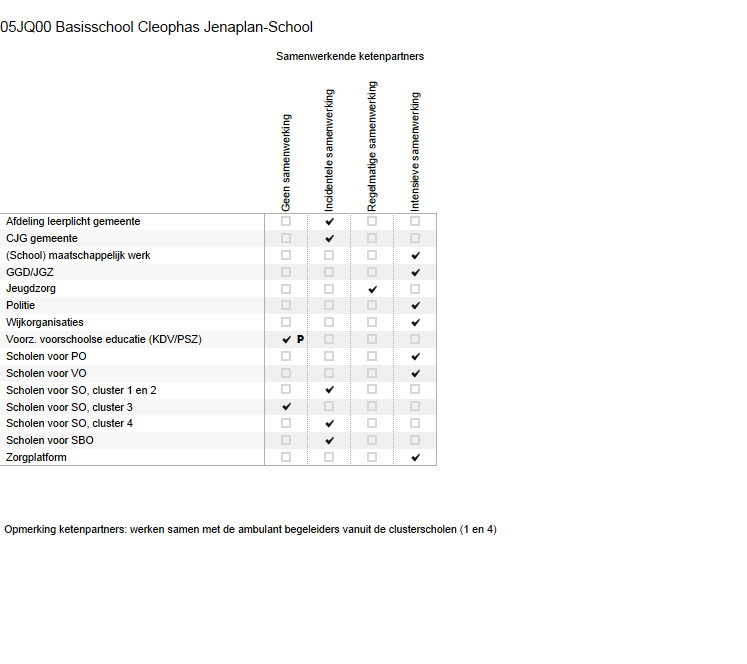 05JQ00 Basisschool Cleophas Jenaplan-School
Samenwerkende ketenpartners
Geen samenwerking
Incidentele samenwerking
Regelmatige samenwerking
Intensieve samenwerking
Afdeling leerplicht gemeente
CJG gemeente
(School) maatschappelijk werk
GGD/JGZ
Jeugdzorg
Politie
Wijkorganisaties
Voorz. voorschoolse educatie (KDV/PSZ) P
Scholen voor PO
Scholen voor VO
Scholen voor SO, cluster 1 en 2
Scholen voor SO, cluster 3
Scholen voor SO, cluster 4
Scholen voor SBO
Zorgplatform
Opmerking ketenpartners: werken samen met de ambulant begeleiders vanuit de clusterscholen (1 en 4)